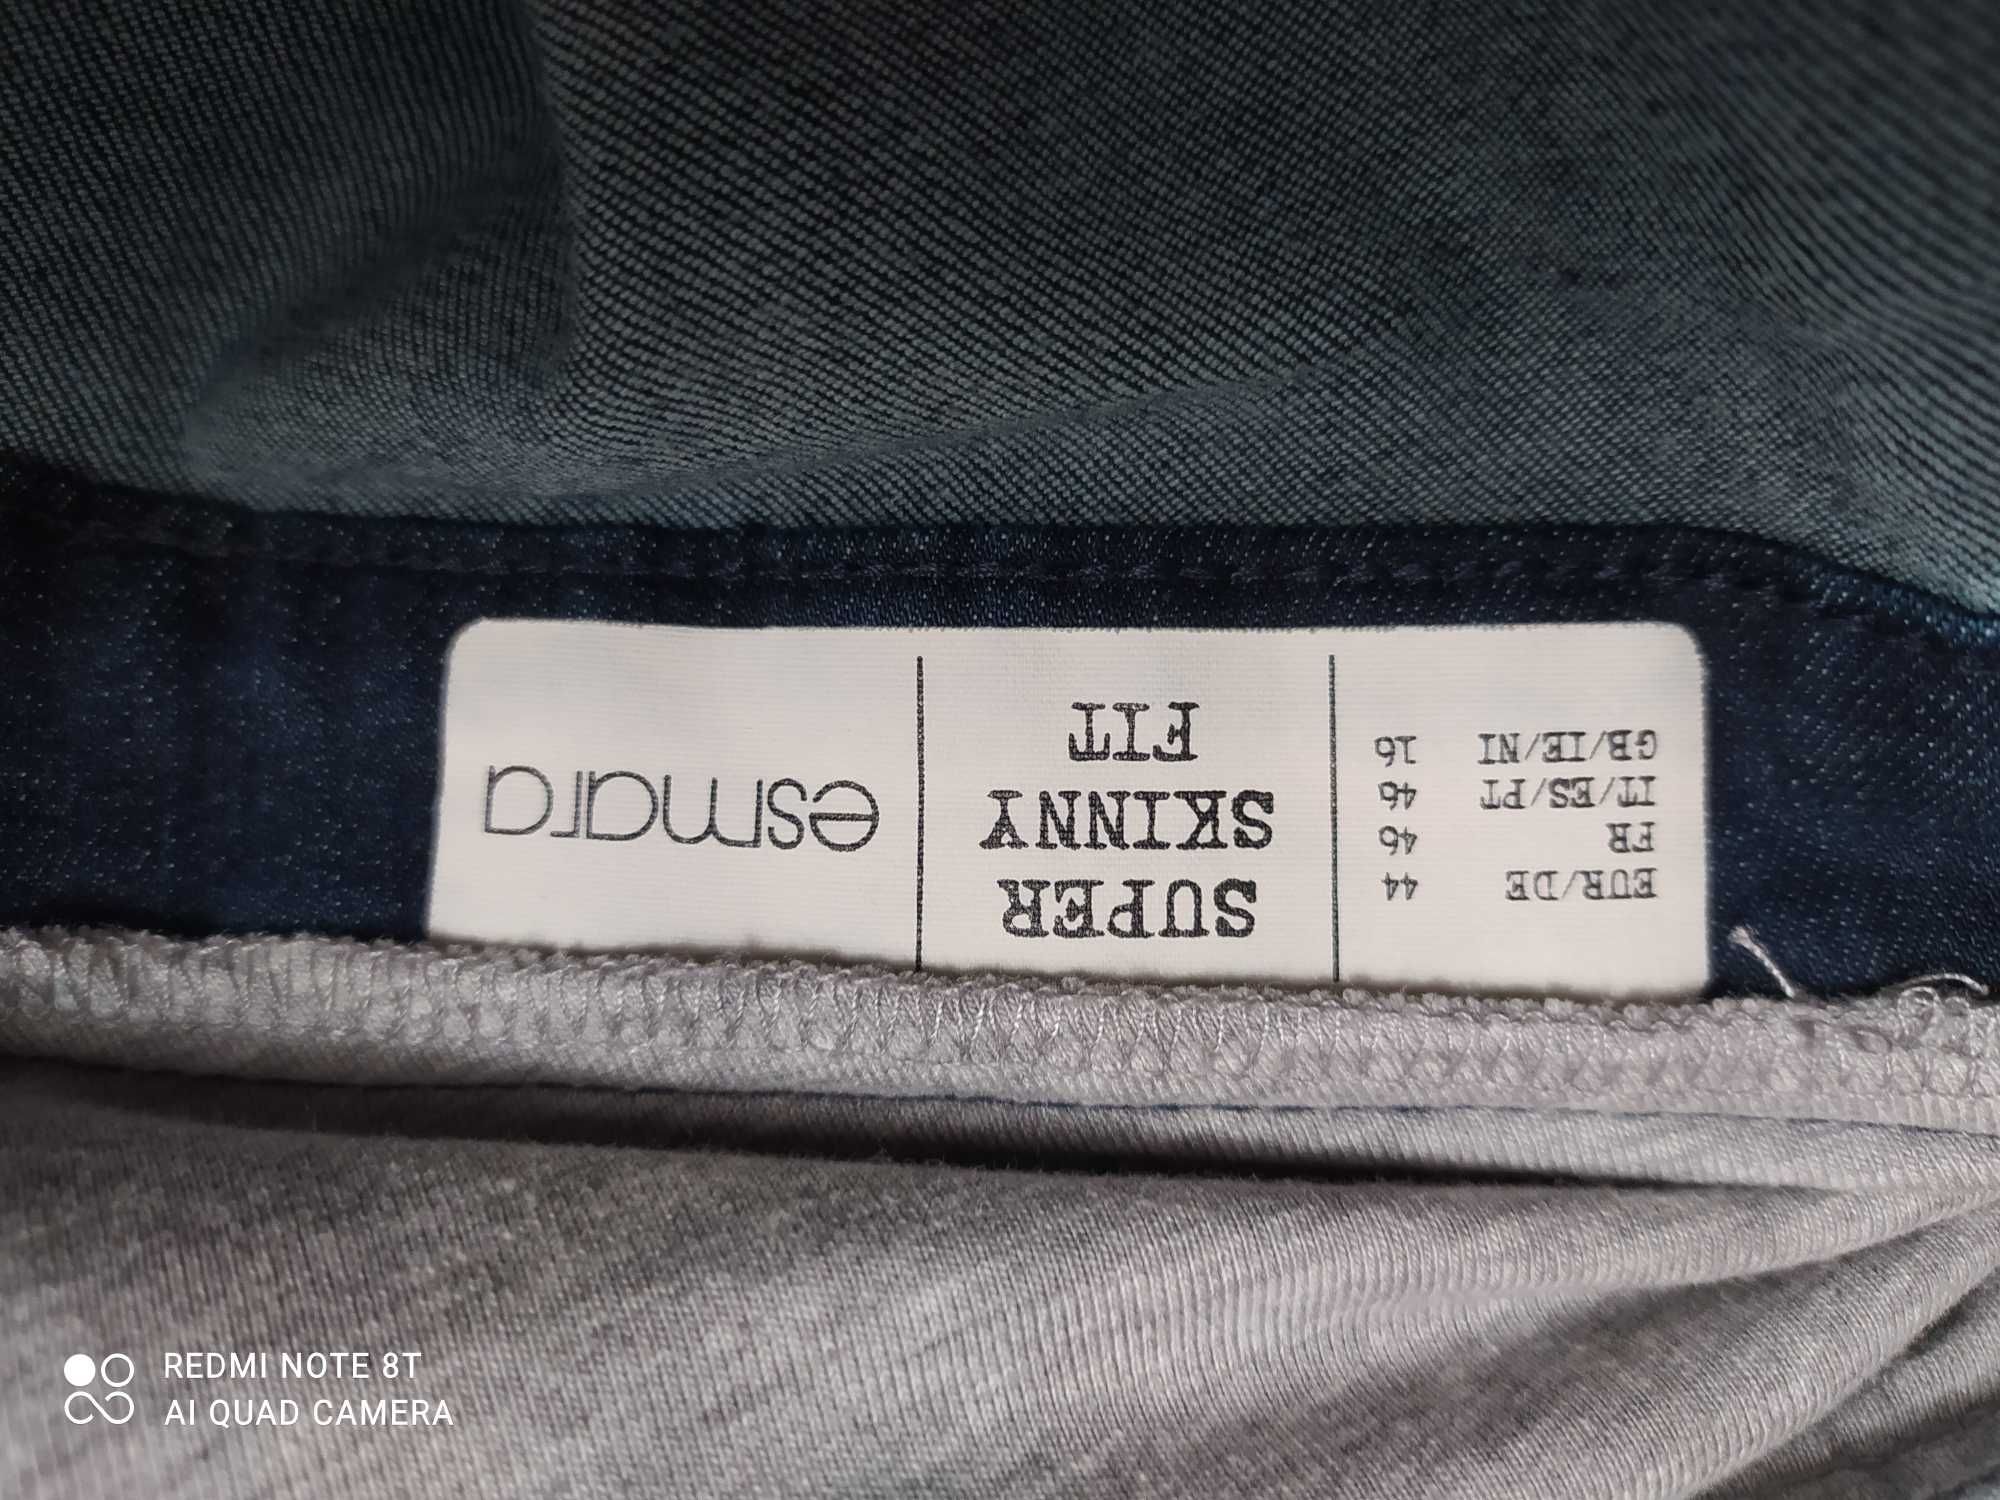 EUR/DE 44
FR 46
IT/ES/PT 46
GB/IE/NI 16
SUPER
SKINNY
FIT
esmara
REDMI NOTE 8T
AI QUAD CAMERA